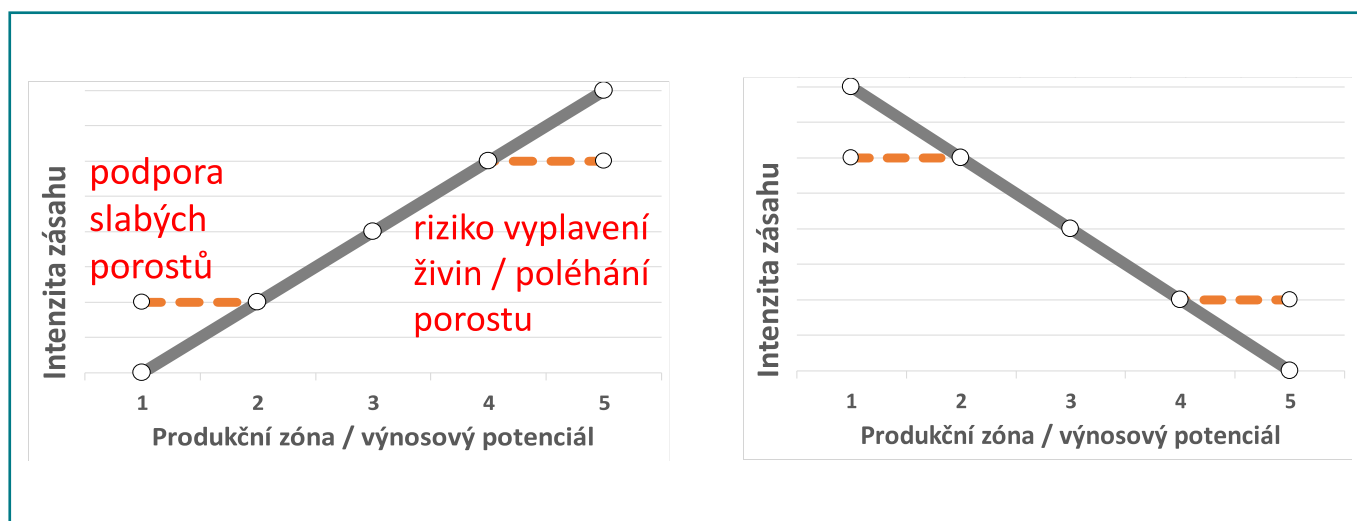 Intenzita zásahu
podpora
slabých
porostů
riziko vyplavení
živin / poléhání
porostu
1 2 3 4 5
Produkční zóna / výnosový potenciál
Intenzita zásahu
1 2 3 4 5
Produkční zóna / výnosový potenciál